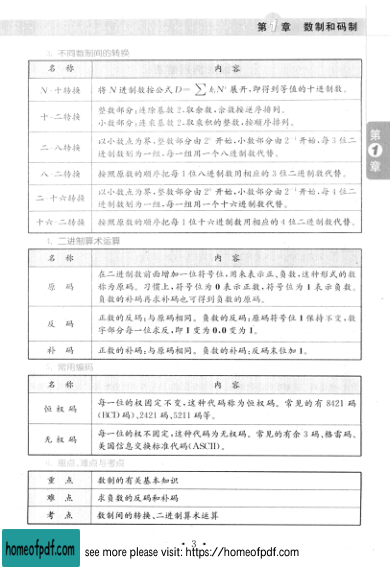 第1章 数制和码制
3. 不同数制间的转换
名 称 内 容
N-十转换 将 N 进制数按公式 D=∑kᵢNⁱ 展开,即得到等值的十进制数。
十-二转换 整数部分:连除基数 2,取余数,余数按逆序排列。
小数部分:连乘基数 2,取乘积的整数,按顺序排列。
二-八转换 以小数点为界,整数部分由 2⁰ 开始,小数部分由 2⁻¹ 开始,每 3 位二
进制数划为一组,每一组用一个八进制数代替。
八-二转换 按照原数的顺序把每 1 位八进制数用相应的 3 位二进制数代替。
二-十六转换 以小数点为界,整数部分由 2⁰ 开始,小数部分由 2⁻¹ 开始,每 4 位二
进制数划为一组,每一组用一个十六进制数代替。
十六-二转换 按照原数的顺序把每 1 位十六进制数用相应的 4 位二进制数代替。
4. 二进制算术运算
名 称 内 容
原 码 在二进制数前面增加一位符号位,用来表示正、负数,这种形式的数
称为原码。习惯上,符号位为 0 表示正数,符号位为 1 表示负数。
负数的补码再求补码也可得到负数的原码。
反 码 正数的反码:与原码相同。负数的反码:原码符号位 1 保持不变,数
字部分每一位求反,即 1 变为 0,0 变为 1。
补 码 正数的补码:与原码相同。负数的补码:反码末位加 1。
5. 常用编码
名 称 内 容
恒权码 每一位的权固定不变,这种代码称为恒权码。常见的有 8421 码
(BCD 码),2421 码,5211 码等。
无权码 每一位的权不固定,这种代码为无权码。常见的有余 3 码、格雷码、
美国信息交换标准代码(ASCII)。
6. 重点、难点与考点
重 点 数制的有关基本知识
难 点 求负数的反码和补码
考 点 数制间的转换、二进制算术运算
第1章
· 3 ·
homeofpdf.com see more please visit: https://homeofpdf.com